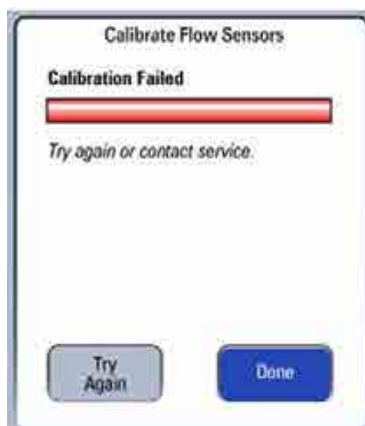 Calibrate Flow Sensors
Calibration Failed
Try again or contact service.
Try
Again
Done